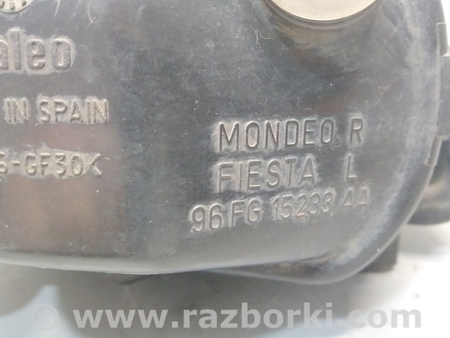 aleo
IN SPAIN
S-GF30K
MONDEO R
FIESTA L
96FG 15233 AA
© - www.razborki.com